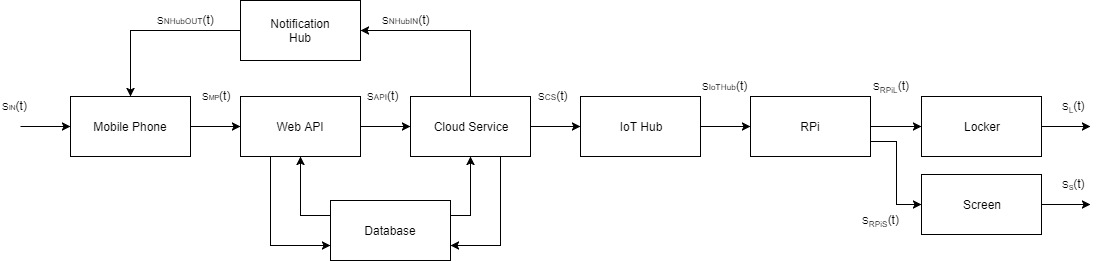 SNHubOUT(t)
Notification
Hub
SNHubIN(t)
SIN(t)
Mobile Phone
SMP(t)
Web API
SAPI(t)
Cloud Service
SCS(t)
IoT Hub
SIoTHub(t)
RPi
SRPiL(t)
Locker
SL(t)
Database
SRPiS(t)
Screen
SS(t)